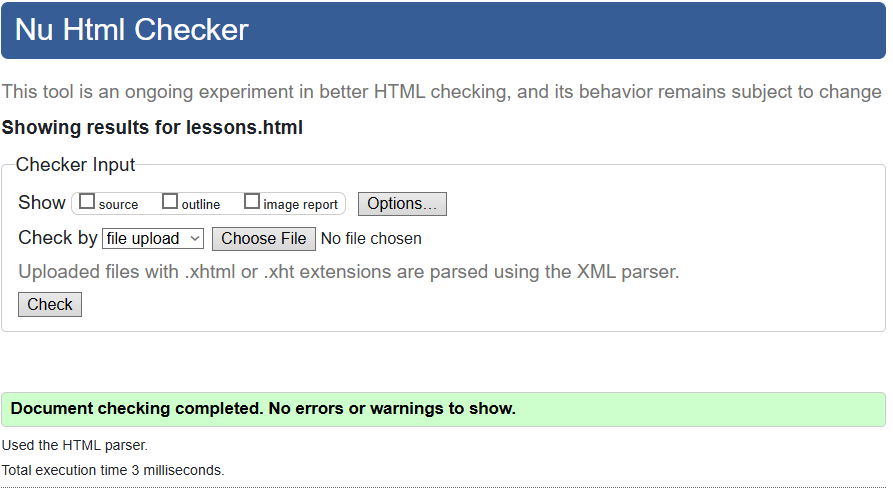 Nu Html Checker
This tool is an ongoing experiment in better HTML checking, and its behavior remains subject to change
Showing results for lessons.html
Checker Input
Show source outline image report Options...
Check by file upload Choose File No file chosen
Uploaded files with .xhtml or .xht extensions are parsed using the XML parser.
Check
Document checking completed. No errors or warnings to show.
Used the HTML parser.
Total execution time 3 milliseconds.